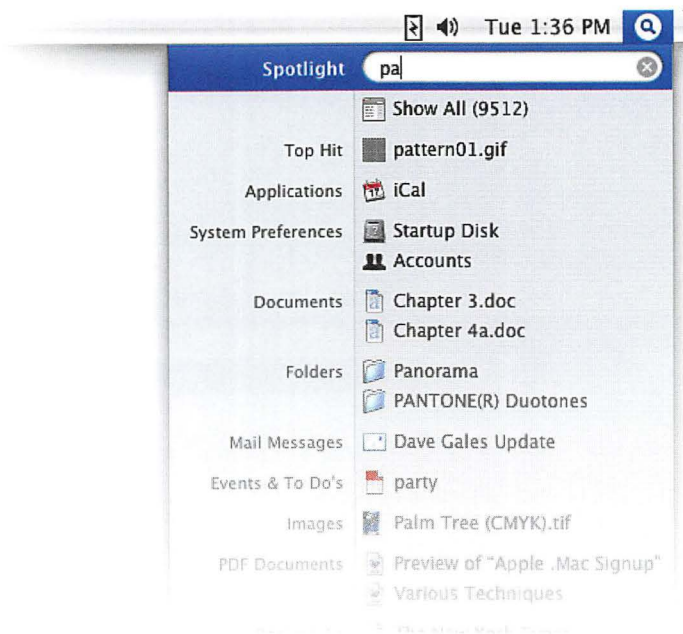 Tue 1:36 PM
Spotlight pa
Show All (9512)
Top Hit pattern01.gif
Applications iCal
System Preferences Startup Disk
Accounts
Documents Chapter 3.doc
Chapter 4a.doc
Folders Panorama
PANTONE(R) Duotones
Mail Messages Dave Gales Update
Events & To Do's party
Images Palm Tree (CMYK).tif
PDF Documents Preview of "Apple .Mac Signup"
Various Techniques